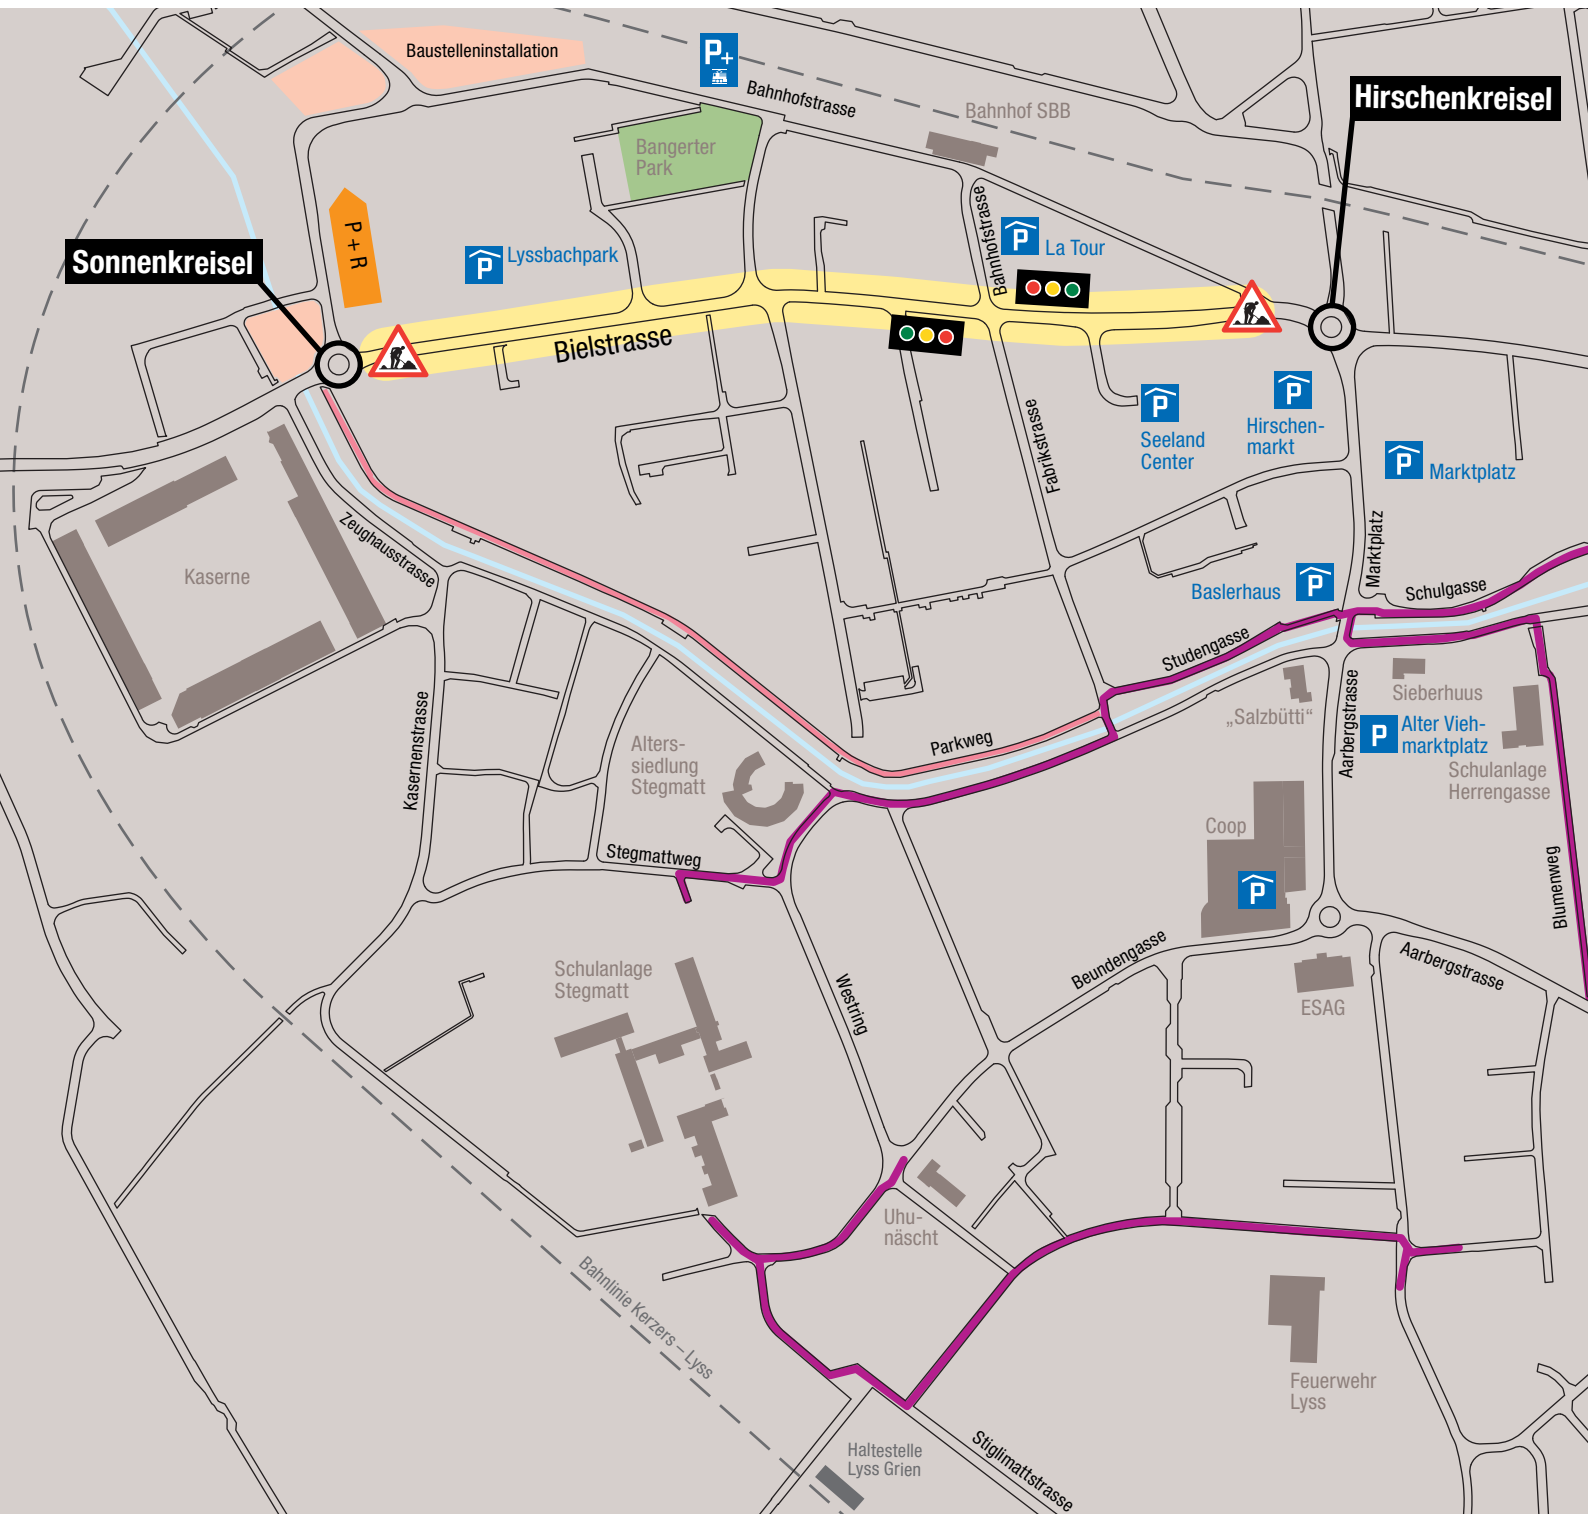 Baustelleninstallation
P+
Bahnhofstrasse
Bahnhof SBB
Hirschenkreisel
Bangerter
Park
P + R
Bahnhofstrasse
P
La Tour
Sonnenkreisel
P
Lyssbachpark
Bielstrasse
P
Seeland
Center
P
Hirschen-
markt
P
Marktplatz
Fabrikstrasse
Marktplatz
Zeughausstrasse
Kaserne
Baslerhaus
P
Schulgasse
Studengasse
Kasernenstrasse
Alters-
siedlung
Stegmatt
Parkweg
„Salzbütti“
Aarbergstrasse
Sieberhuus
P
Alter Vieh-
marktplatz
Schulanlage
Herrengasse
Coop
P
Stegmattweg
Blumenweg
Beundengasse
Aarbergstrasse
Schulanlage
Stegmatt
Westring
ESAG
Uhu-
näscht
Bahnlinie Kerzers – Lyss
Feuerwehr
Lyss
Haltestelle
Lyss Grien
Stiglimattstrasse